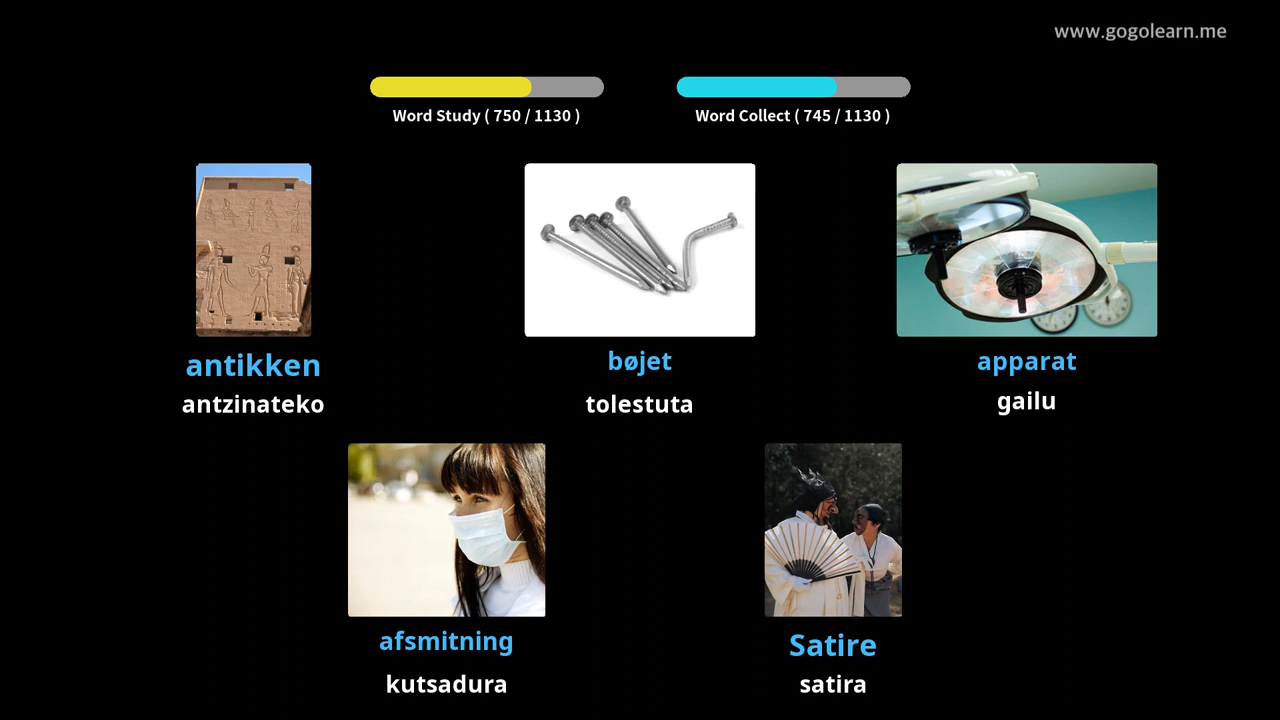 www.gogolearn.me
Word Study ( 750 / 1130 )
Word Collect ( 745 / 1130 )
antikken
antzinateko
bøjet
tolestuta
apparat
gailu
afsmitning
kutsadura
Satire
satira